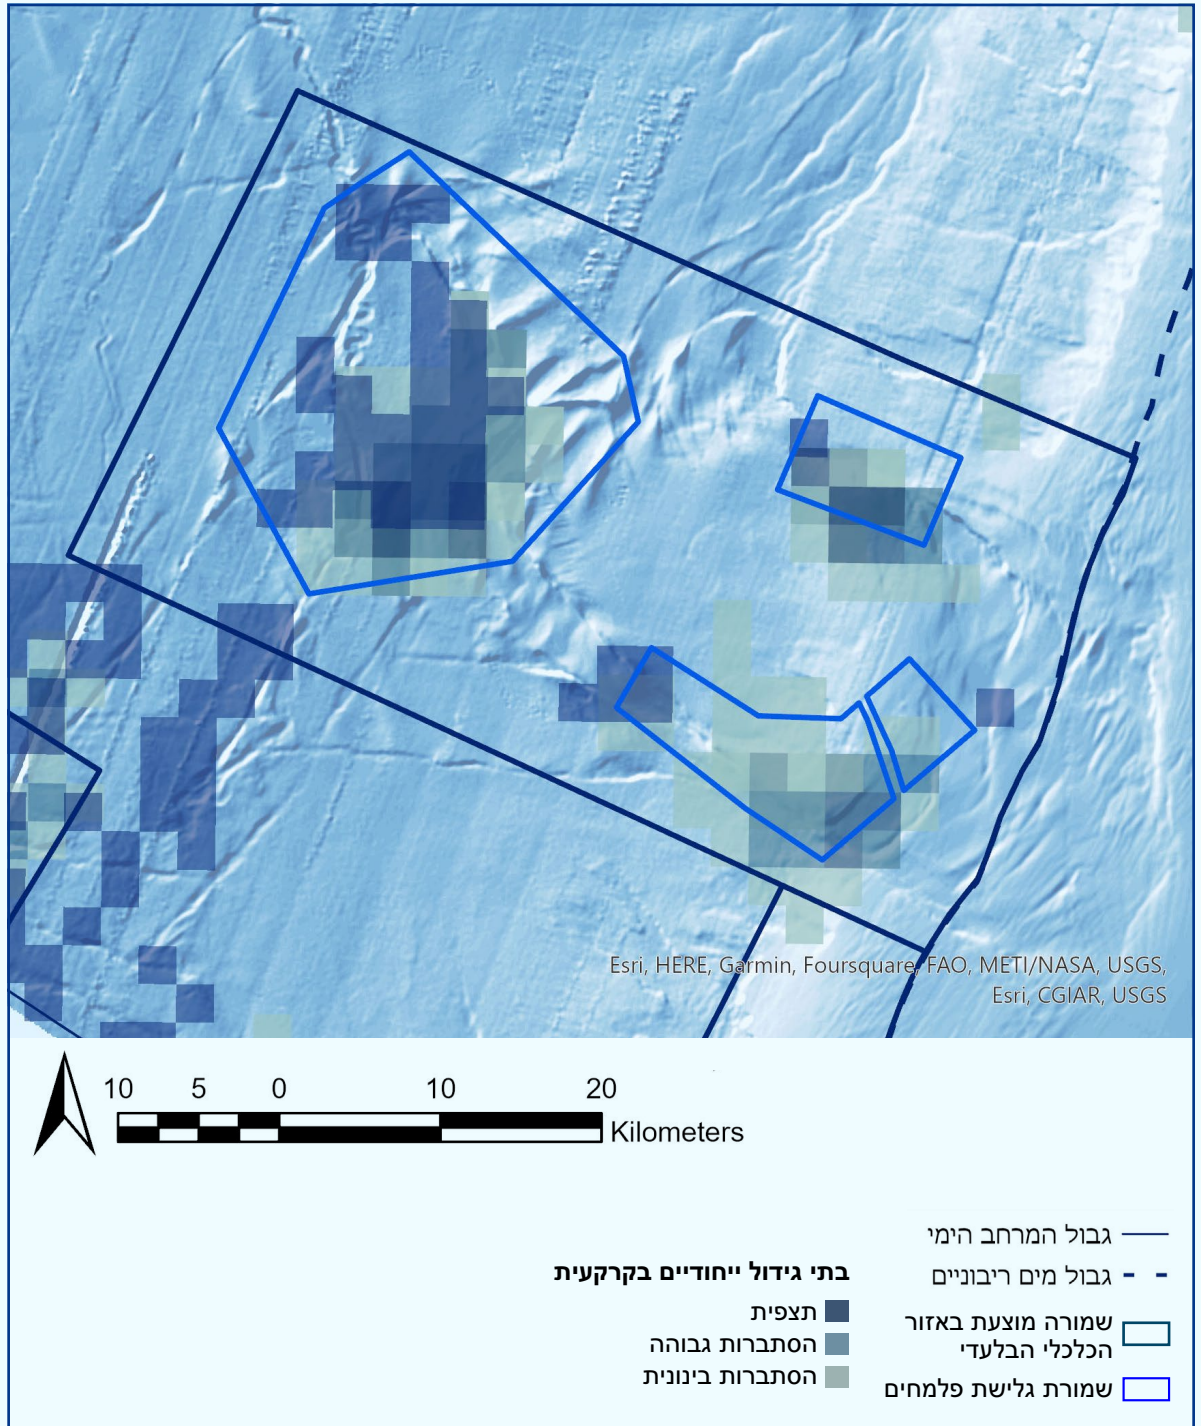 Esri, HERE, Garmin, Foursquare, FAO, METI/NASA, USGS,
Esri, CGIAR, USGS
10 5 0 10 20
Kilometers
גבול המרחב הימי
גבול מים ריבוניים
שמורה מוצעת באזור
הכלכלי הבלעדי
שמורת גלישת פלמחים
בתי גידול ייחודיים בקרקעית
תצפית
הסתברות גבוהה
הסתברות בינונית